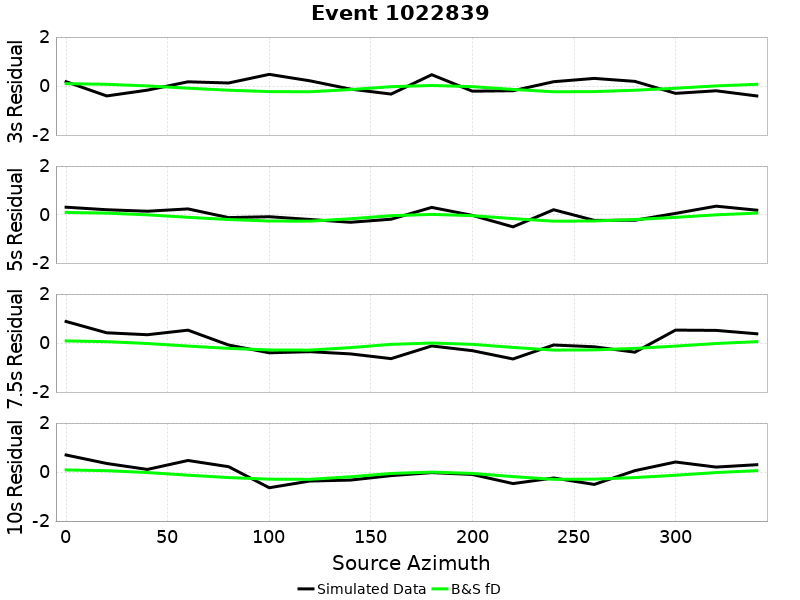 Event 1022839
3s Residual
2
0
-2
5s Residual
2
0
-2
7.5s Residual
2
0
-2
10s Residual
2
0
-2
0 50 100 150 200 250 300
Source Azimuth
Simulated Data B&S fD